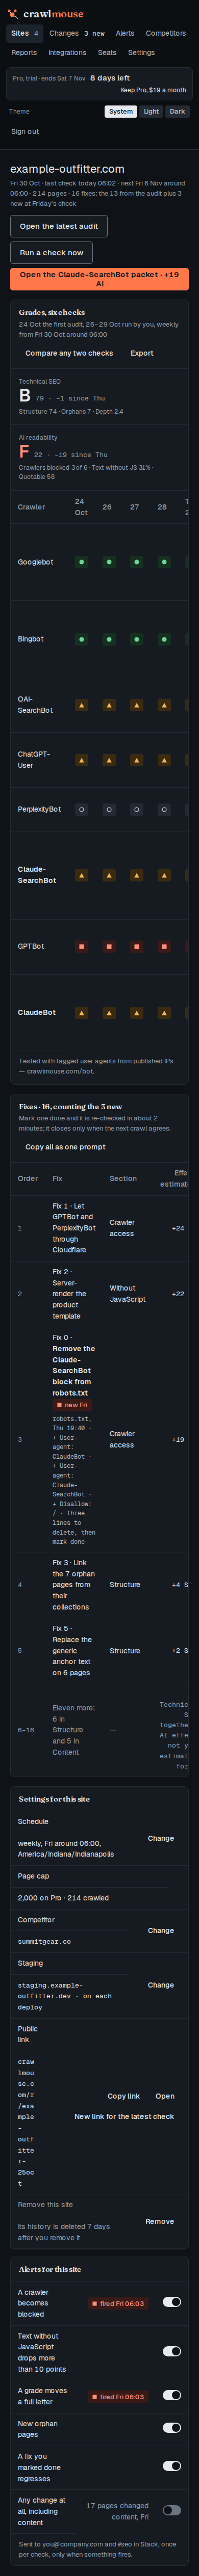 crawlmouse
Sites 4 Changes 3 new Alerts Competitors
Reports Integrations Seats Settings
Pro, trial · ends Sat 7 Nov 8 days left
Keep Pro, $19 a month
Theme System Light Dark
Sign out
example-outfitter.com
Fri 30 Oct · last check today 06:02 · next Fri 6 Nov around
06:00 · 214 pages · 16 fixes: the 13 from the audit plus 3
new at Friday's check
Open the latest audit
Run a check now
Open the Claude-SearchBot packet · +19
AI
Grades, six checks
24 Oct the first audit, 26–29 Oct run by you, weekly
from Fri 30 Oct around 06:00
Compare any two checks Export
Technical SEO
B 79 · −1 since Thu
Structure 74 · Orphans 7 · Depth 2.4
AI readability
F 22 · −19 since Thu
Crawlers blocked 3 of 6 · Text without JS 31% ·
Quotable 58
Crawler 24 Oct 26 27 28
Googlebot
Bingbot
OAI-
SearchBot
ChatGPT-
User
PerplexityBot
Claude-
SearchBot
GPTBot
ClaudeBot
Tested with tagged user agents from published IPs
— crawlmouse.com/bot.
Fixes · 16, counting the 3 new
Mark one done and it is re-checked in about 2
minutes; it closes only when the next crawl agrees.
Copy all as one prompt
Order Fix Section
1 Fix 1 · Let
GPTBot and
PerplexityBot
through
Cloudflare
Crawler
access
+24
2 Fix 2 ·
Server-
render the
product
template
Without
JavaScript
+22
3 Fix 0 ·
Remove the
Claude-
SearchBot
block from
robots.txt
new Fri
robots.txt,
Thu 19:40 ·
+ User-
agent:
ClaudeBot ·
+ User-
agent:
Claude-
SearchBot ·
+ Disallow:
/ · three
lines to
delete, then
mark done
Crawler
access
+19
4 Fix 3 · Link
the 7 orphan
pages from
their
collections
Structure
+4 S
5 Fix 5 ·
Replace the
generic
anchor text
on 6 pages
Structure
+2 S
6–16 Eleven more:
6 in
Structure
and 5 in
Content
—
Settings for this site
Schedule
weekly, Fri around 06:00,
America/Indiana/Indianapolis
Change
Page cap
2,000 on Pro · 214 crawled
Competitor
summitgear.co
Change
Staging
staging.example-
outfitter.dev · on each
deploy
Change
Public
link
craw
lmou
se.c
om/r
/exa
mple
-
outf
itte
r-
25oc
t
Copy link Open
New link for the latest check
Remove this site
Its history is deleted 7 days
after you remove it
Remove
Alerts for this site
A crawler
becomes
blocked
fired Fri 06:03
Text without
JavaScript
drops more
than 10 points
A grade moves
a full letter
fired Fri 06:03
New orphan
pages
A fix you
marked done
regresses
Any change at
all, including
content
17 pages changed
content, Fri
Sent to you@company.com and #seo in Slack, once
per check, only when something fires.